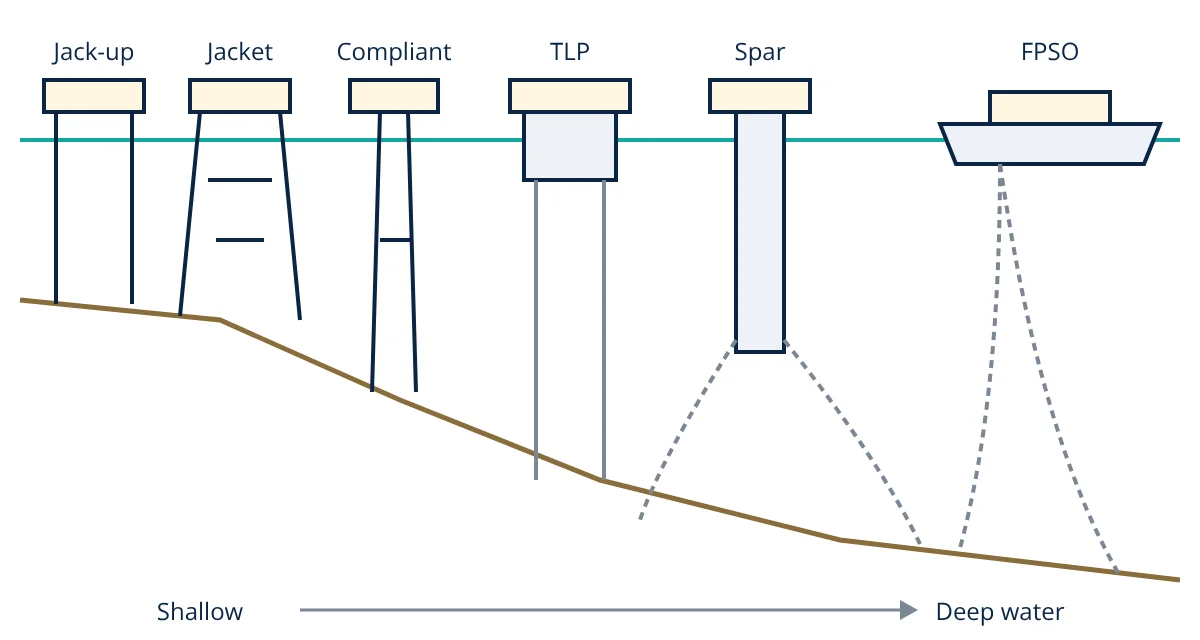 Jack-up
Jacket
Compliant
TLP
Spar
FPSO
Shallow
Deep water